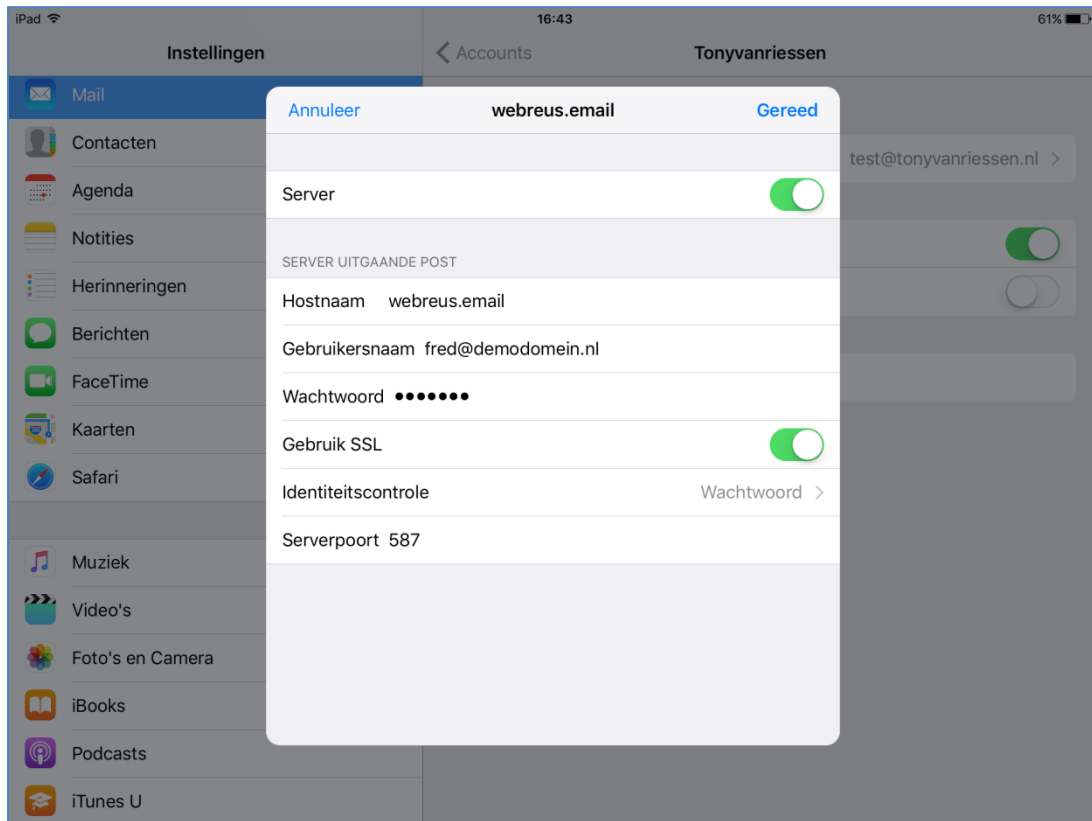 iPad 16:43 61%
Instellingen
Accounts Tonyvanriessen
Mail
Contacten
Agenda
Notities
Herinneringen
Berichten
FaceTime
Kaarten
Safari
Muziek
Video's
Foto's en Camera
iBooks
Podcasts
iTunes U
test@tonyvanriessen.nl
Annuleer webreus.email Gereed
Server
SERVER UITGAANDE POST
Hostnaam webreus.email
Gebruikersnaam fred@demodomein.nl
Wachtwoord •••••••
Gebruik SSL
Identiteitscontrole Wachtwoord
Serverpoort 587